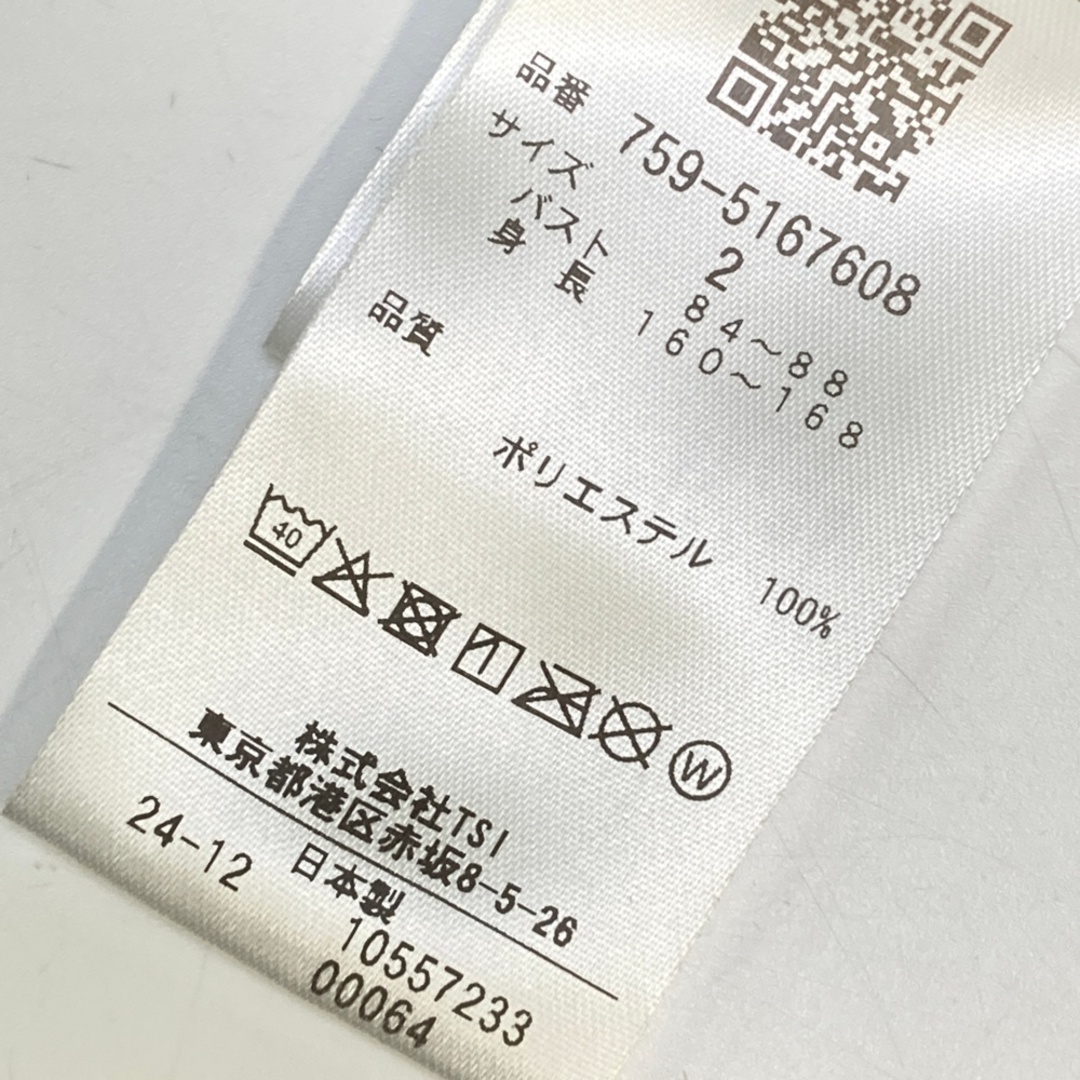 品番 759-5167608
サイズ 2
バスト 84～88
身長 160～168
品質
ポリエステル 100%
40
W
株式会社TSI
東京都港区赤坂8-5-26
24-12 日本製
10557233
00064